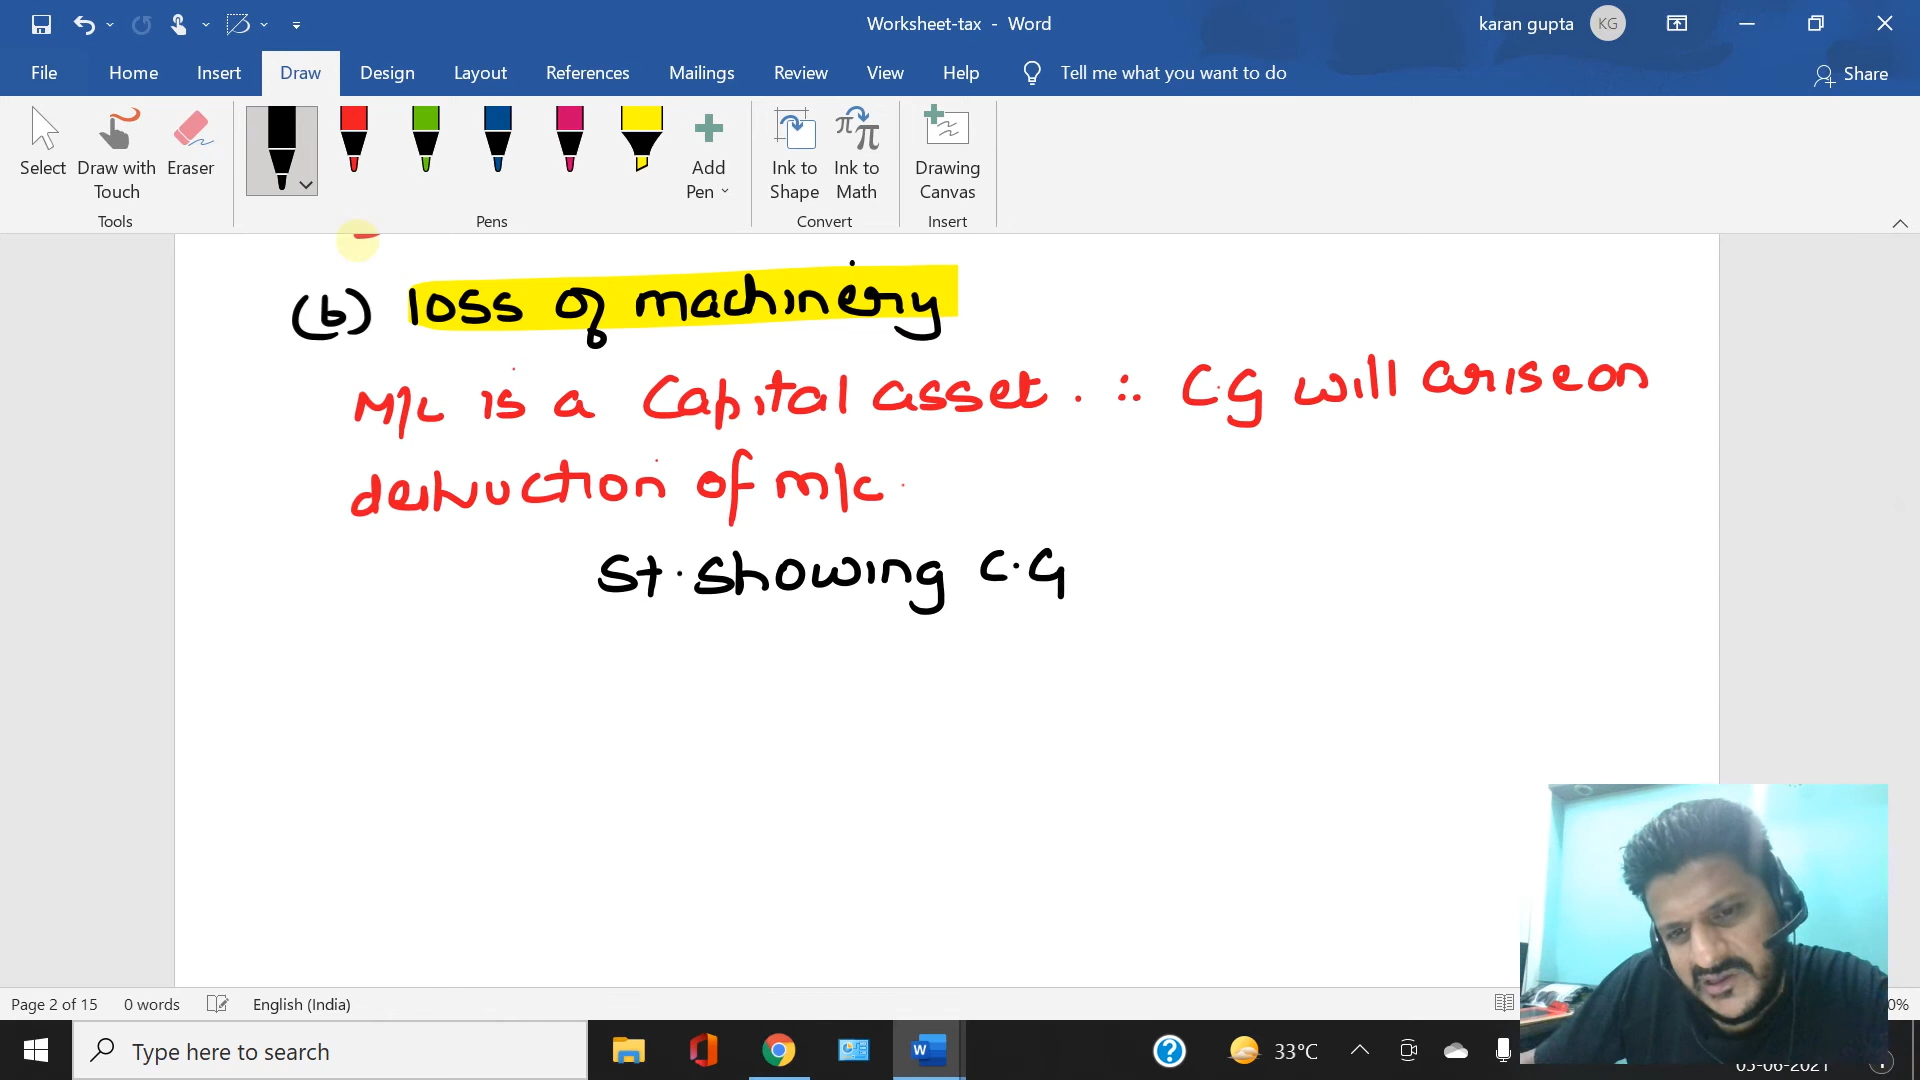 Worksheet-tax - Word
karan gupta KG
File Home Insert Draw Design Layout References Mailings Review View Help Tell me what you want to do Share
Select Draw with Touch Eraser Add Pen Ink to Shape Ink to Math Drawing Canvas
Tools Pens Convert Insert
(b) loss of machinery
M/c is a Capital asset . ∴ C.G will arise on
destruction of m/c .
St. showing C.G
Page 2 of 15 0 words English (India)
Type here to search
33°C